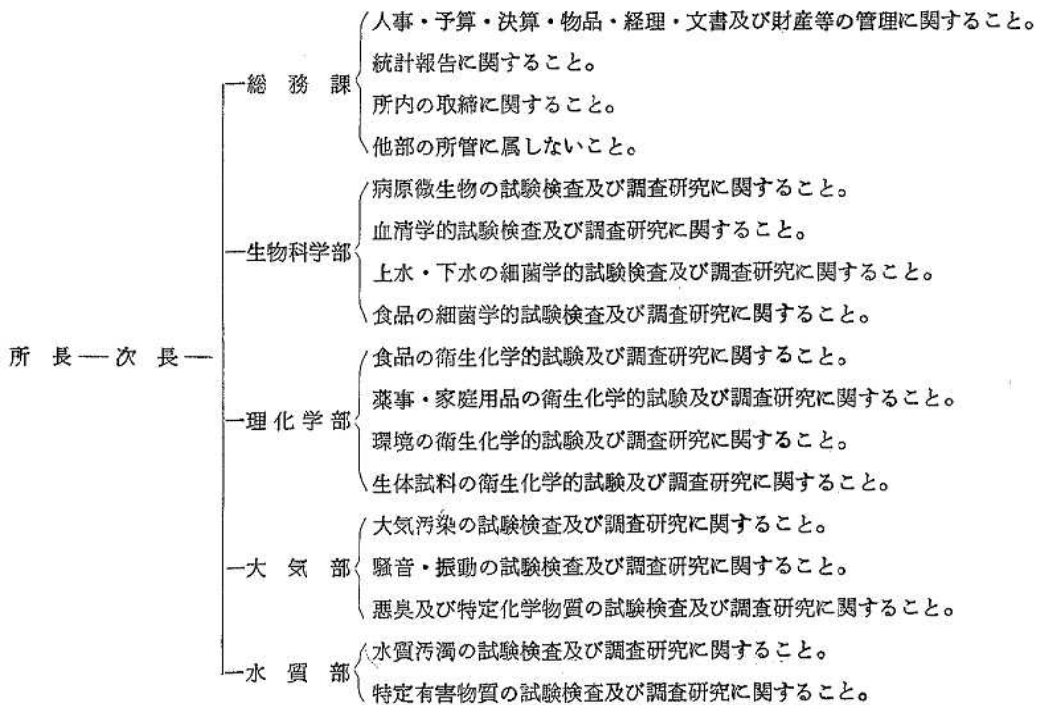 人事・予算・決算・物品・経理・文書及び財産等の管理に関すること。
統計報告に関すること。
総務課
所内の取締に関すること。
他部の所管に属しないこと。
病原微生物の試験検査及び調査研究に関すること。
血清学的試験検査及び調査研究に関すること。
生物科学部
上水・下水の細菌学的試験検査及び調査研究に関すること。
食品の細菌学的試験検査及び調査研究に関すること。
所長―次長
食品の衛生化学的試験及び調査研究に関すること。
薬事・家庭用品の衛生化学的試験及び調査研究に関すること。
理化学部
環境の衛生化学的試験及び調査研究に関すること。
生体試料の衛生化学的試験及び調査研究に関すること。
大気汚染の試験検査及び調査研究に関すること。
大気部 騒音・振動の試験検査及び調査研究に関すること。
悪臭及び特定化学物質の試験検査及び調査研究に関すること。
水質汚濁の試験検査及び調査研究に関すること。
水質部
特定有害物質の試験検査及び調査研究に関すること。